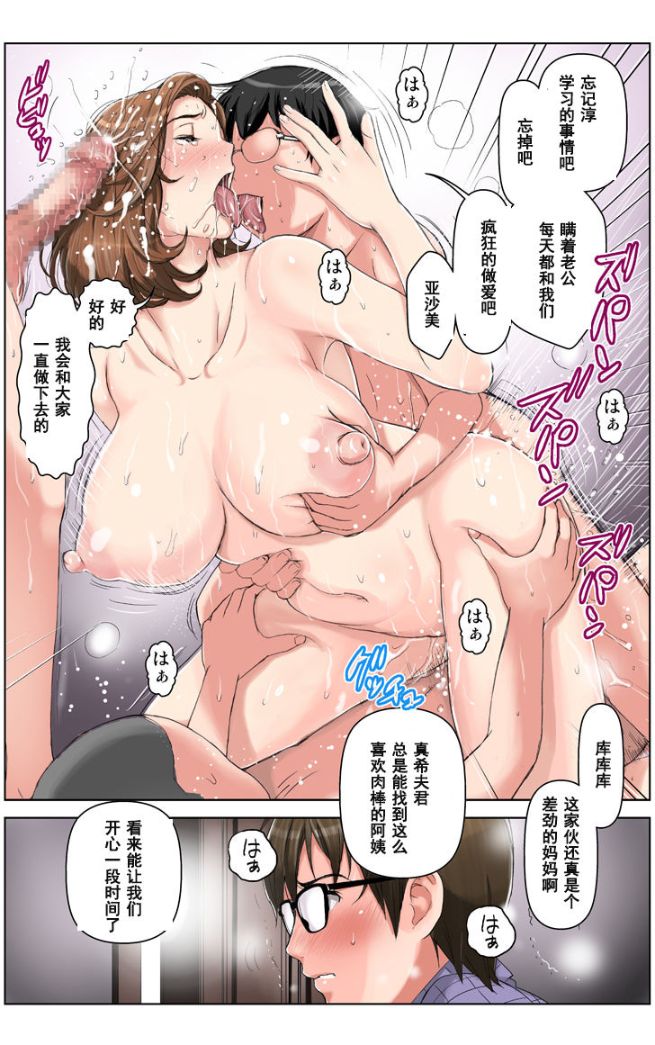 忘记淳
学习的事情吧
忘掉吧
瞒着老公
每天都和我们
疯狂的做爱吧
亚沙美
好
好的
我会和大家
一直做下去的
はぁ
はぁ
はぁ
はぁ
はぁ
ズパン
ズパン
ズパン
グッチュ
库库库
这家伙还真是个
差劲的妈妈啊
真希夫君
总是能找到这么
喜欢肉棒的阿姨
看来能让我们
开心一段时间了
はぁ
はぁ